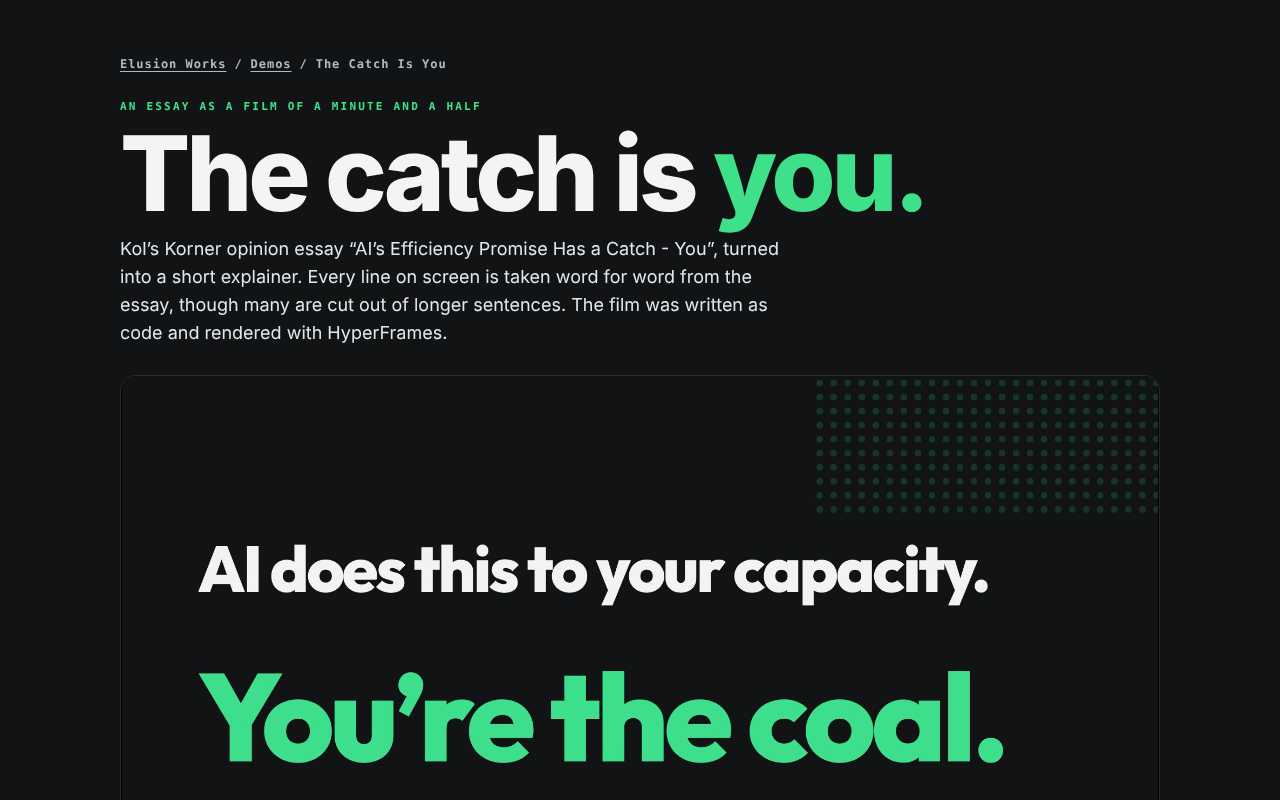 Elusion Works / Demos / The Catch Is You
AN ESSAY AS A FILM OF A MINUTE AND A HALF
The catch is you.
Kol’s Korner opinion essay “AI’s Efficiency Promise Has a Catch - You”, turned
into a short explainer. Every line on screen is taken word for word from the
essay, though many are cut out of longer sentences. The film was written as
code and rendered with HyperFrames.
AI does this to your capacity.
You’re the coal.